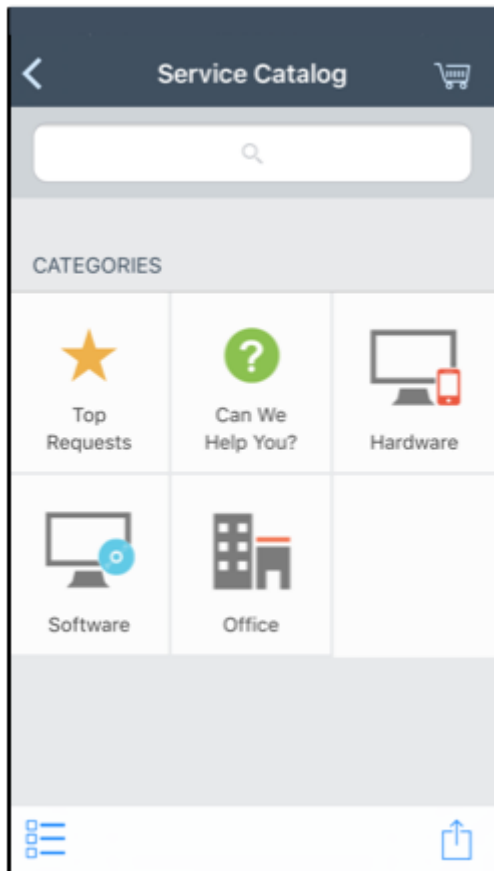 Service Catalog
CATEGORIES
Top
Requests
Can We
Help You?
Hardware
Software
Office